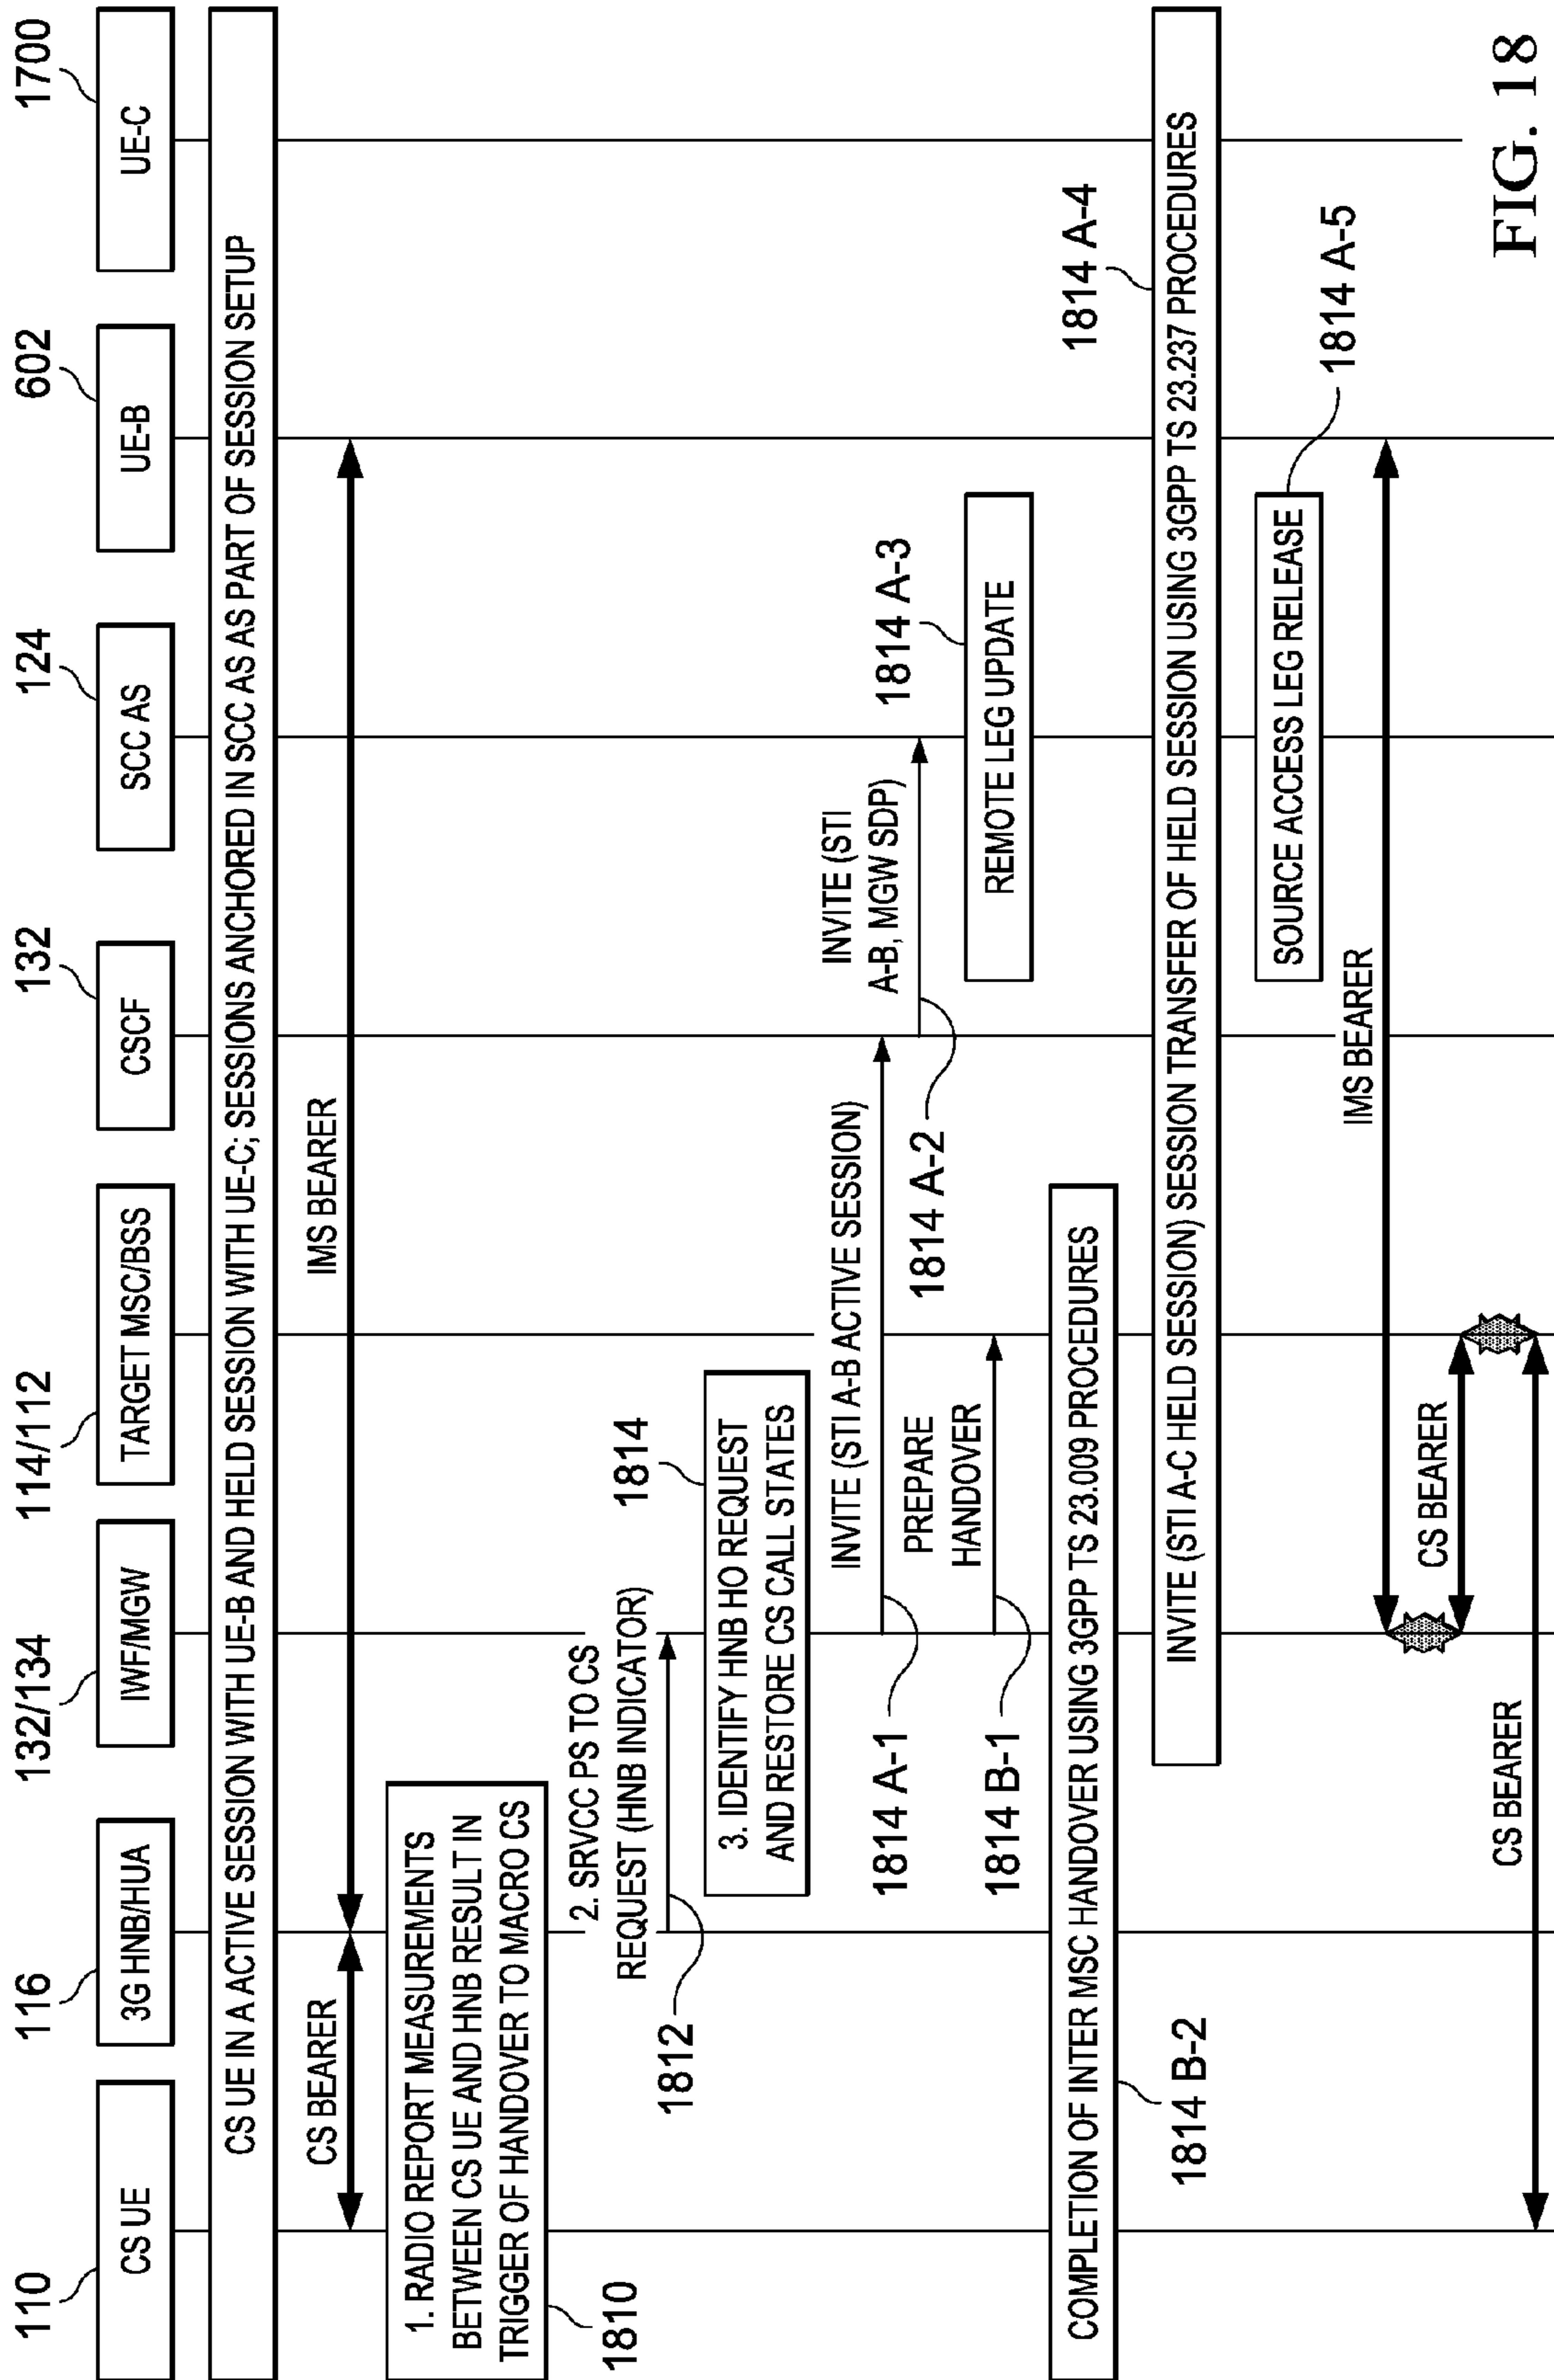 110
116
132/134
114/112
132
124
602
1700
CS UE
3G HNB/HUA
IWF/MGW
TARGET MSC/BSS
CSCF
SCC AS
UE-B
UE-C
CS UE IN A ACTIVE SESSION WITH UE-B AND HELD SESSION WITH UE-C; SESSIONS ANCHORED IN SCC AS AS PART OF SESSION SETUP
CS BEARER
IMS BEARER
1. RADIO REPORT MEASUREMENTS
BETWEEN CS UE AND HNB RESULT IN
TRIGGER OF HANDOVER TO MACRO CS
1810
2. SRVCC PS TO CS
REQUEST (HNB INDICATOR)
1812
1814
3. IDENTIFY HNB HO REQUEST
AND RESTORE CS CALL STATES
INVITE (STI A-B ACTIVE SESSION)
1814 A-1
INVITE (STI
A-B, MGW SDP)
1814 A-2
PREPARE
HANDOVER
1814 B-1
1814 A-3
REMOTE LEG UPDATE
COMPLETION OF INTER MSC HANDOVER USING 3GPP TS 23.009 PROCEDURES
1814 B-2
1814 A-4
INVITE (STI A-C HELD SESSION) SESSION TRANSFER OF HELD SESSION USING 3GPP TS 23.237 PROCEDURES
SOURCE ACCESS LEG RELEASE
1814 A-5
IMS BEARER
CS BEARER
CS BEARER
FIG. 18